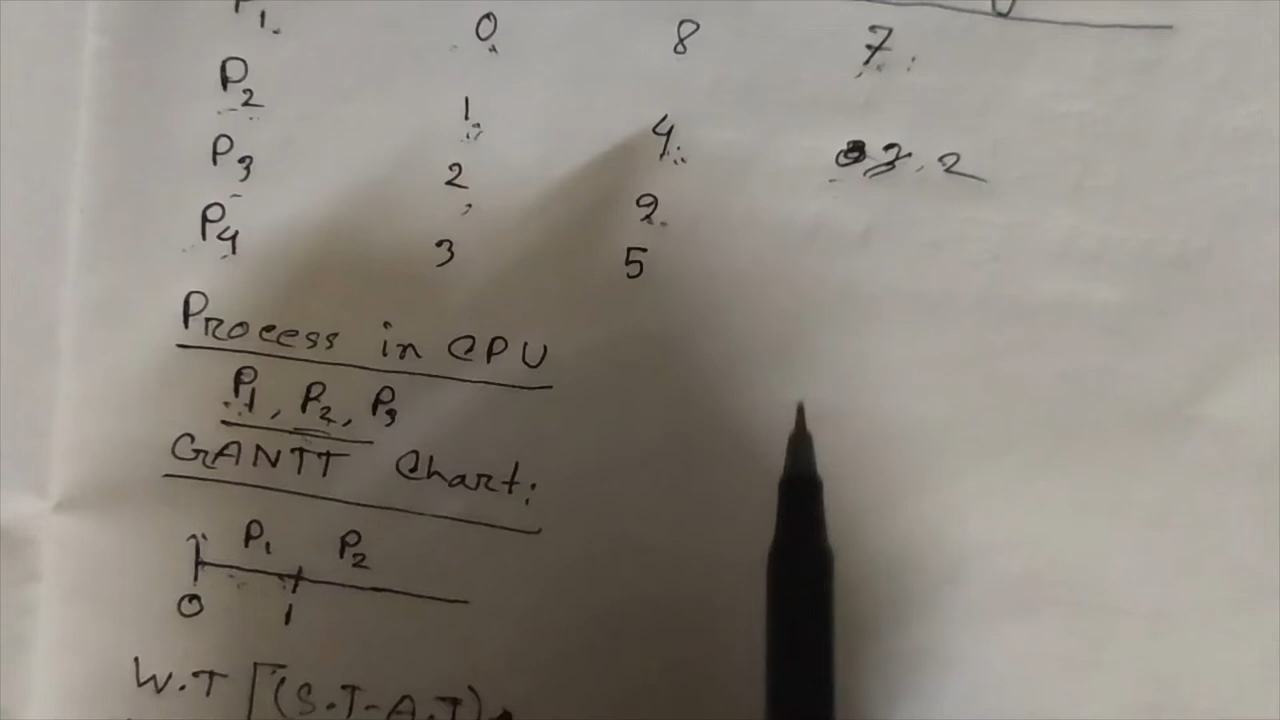 P1 0 8 7
P2 1 4 3, 2
P3 2 9
P4 3 5
Process in CPU
P1, P2, P3
GANTT Chart:
P1 P2
0 1
W.T [(S.T-A.T)